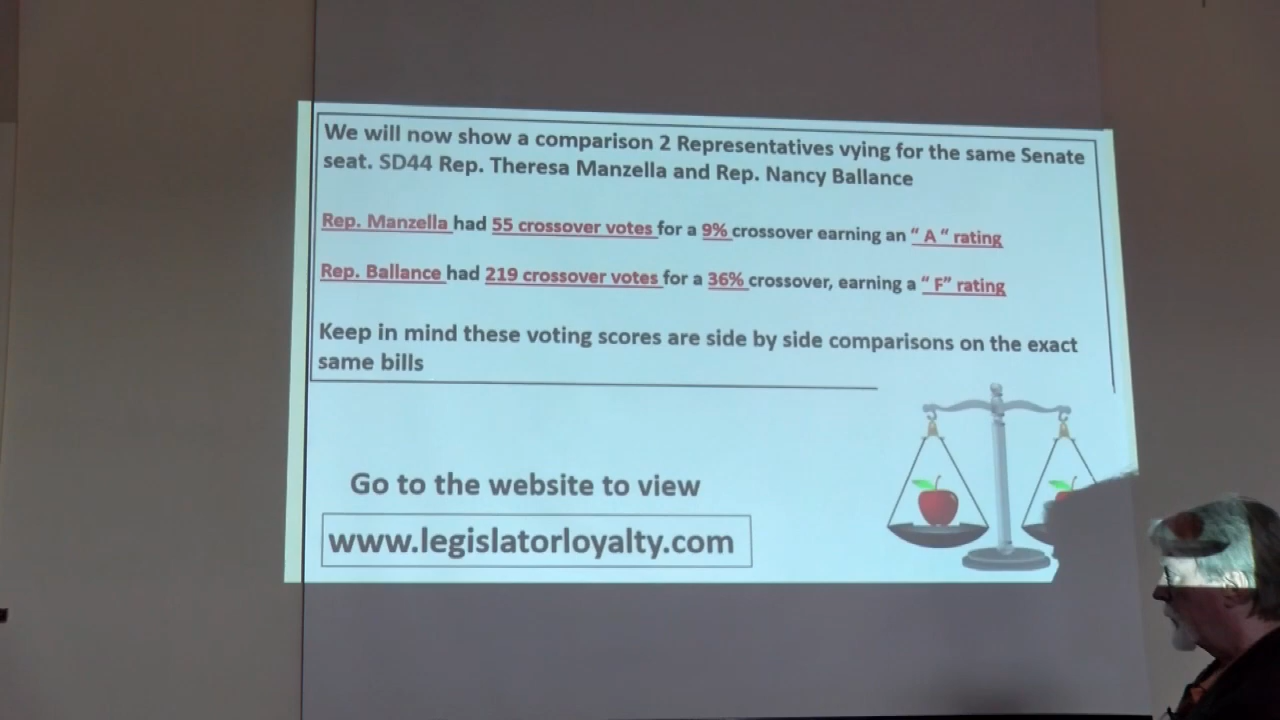 We will now show a comparison 2 Representatives vying for the same Senate
seat. SD44 Rep. Theresa Manzella and Rep. Nancy Ballance
Rep. Manzella had 55 crossover votes for a 9% crossover earning an “ A “ rating
Rep. Ballance had 219 crossover votes for a 36% crossover, earning a “ F” rating
Keep in mind these voting scores are side by side comparisons on the exact
same bills
Go to the website to view
www.legislatorloyalty.com